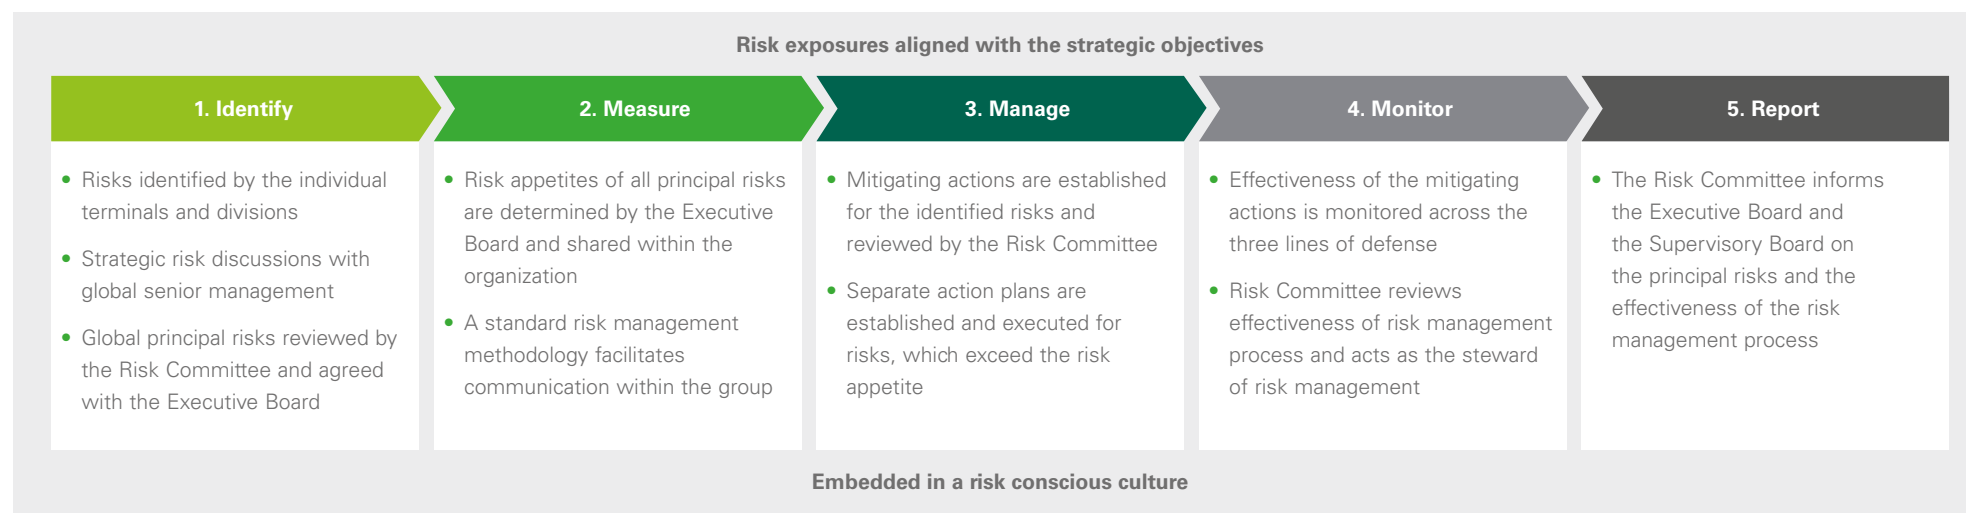 Risk exposures aligned with the strategic objectives
1. Identify
• Risks identified by the individual
terminals and divisions
• Strategic risk discussions with
global senior management
• Global principal risks reviewed by
the Risk Committee and agreed
with the Executive Board
2. Measure
• Risk appetites of all principal risks
are determined by the Executive
Board and shared within the
organization
• A standard risk management
methodology facilitates
communication within the group
3. Manage
• Mitigating actions are established
for the identified risks and
reviewed by the Risk Committee
• Separate action plans are
established and executed for
risks, which exceed the risk
appetite
4. Monitor
• Effectiveness of the mitigating
actions is monitored across the
three lines of defense
• Risk Committee reviews
effectiveness of risk management
process and acts as the steward
of risk management
5. Report
• The Risk Committee informs
the Executive Board and
the Supervisory Board on
the principal risks and the
effectiveness of the risk
management process
Embedded in a risk conscious culture